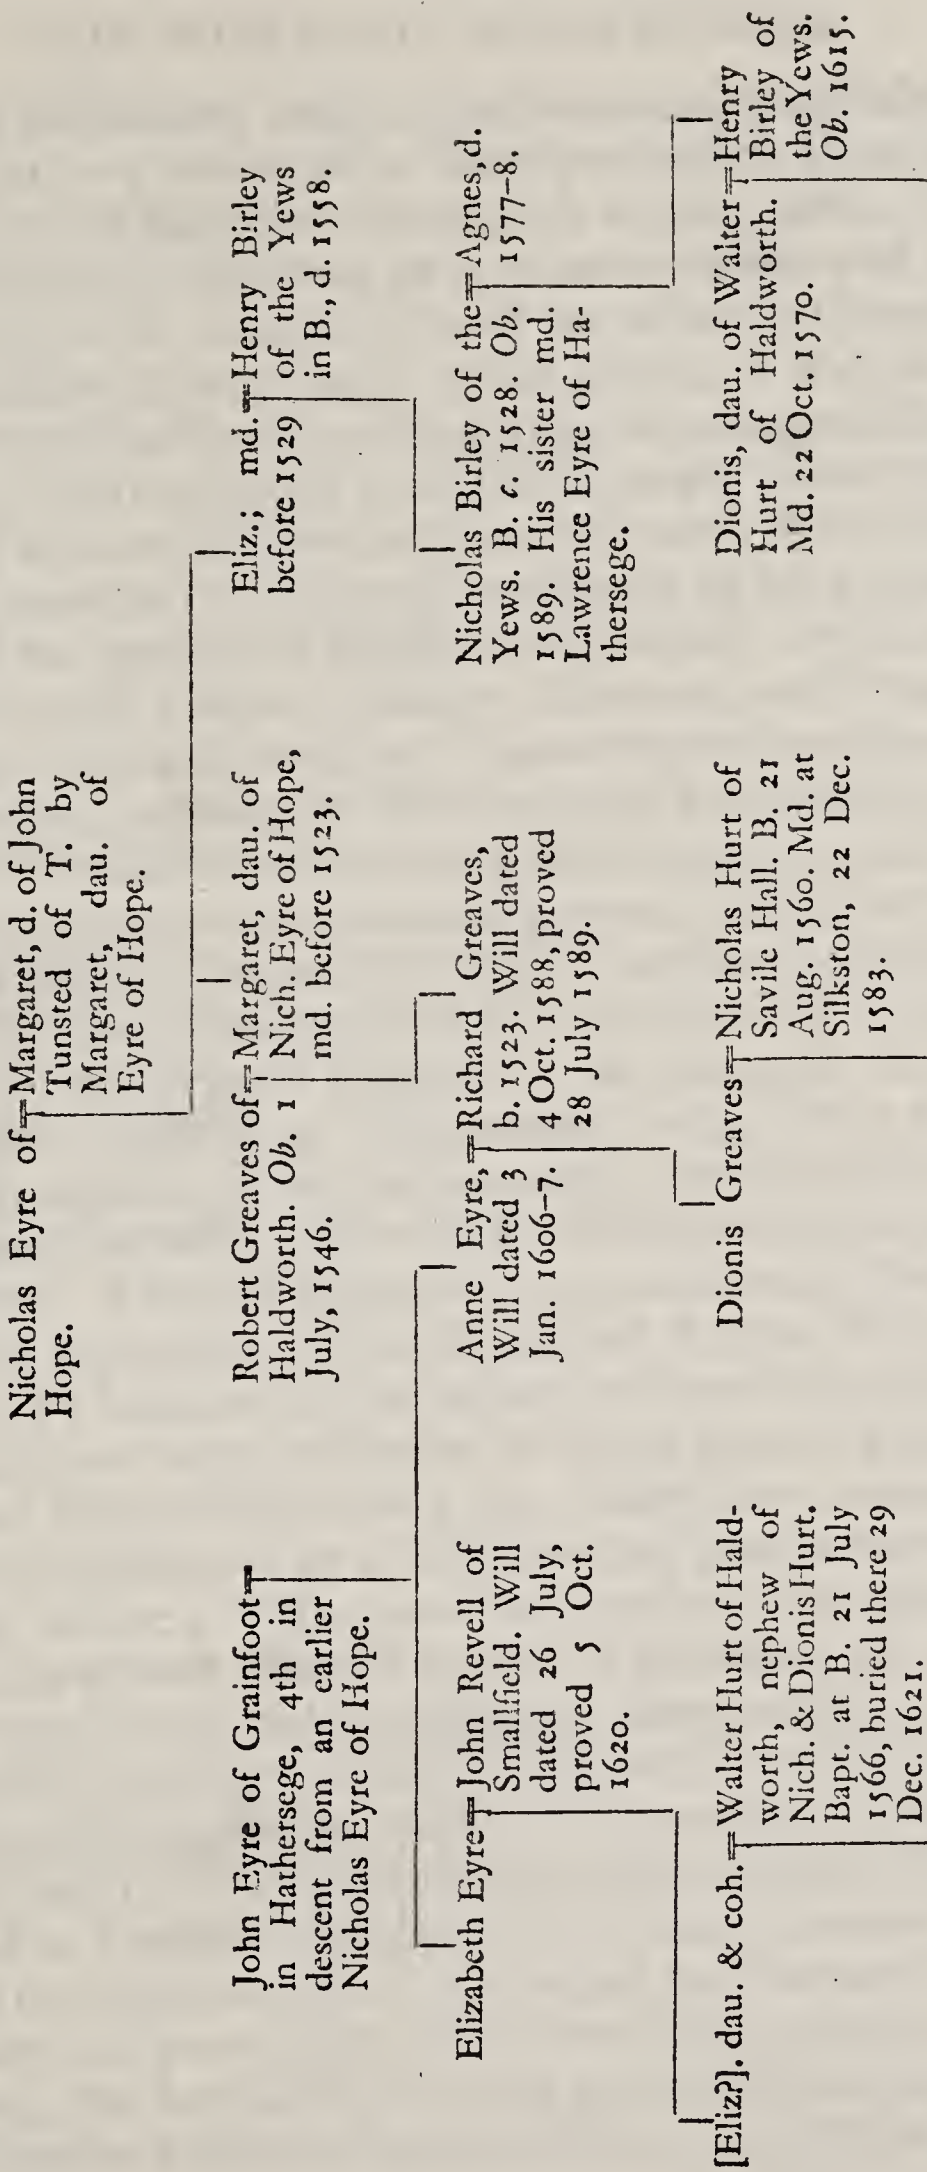 Nicholas Eyre of=Margaret, d. of John
Hope.
Tunsted of T. by
Margaret, dau. of
Eyre of Hope.
John Eyre of Grainfoot=
in Hathersege, 4th in
descent from an earlier
Nicholas Eyre of Hope.
Robert Greaves of=Margaret, dau. of
Haldworth. Ob. 1
July, 1546.
Nich. Eyre of Hope,
md. before 1523.
Eliz.; md.=Henry Birley
before 1529
of the Yews
in B., d. 1558.
Elizabeth Eyre=John Revell of
Smallfield. Will
dated 26 July,
proved 5 Oct.
1620.
Anne Eyre,=Richard Greaves,
Will dated 3
Jan. 1606-7.
b. 1523. Will dated
4 Oct. 1588, proved
28 July 1589.
Nicholas Birley of the=Agnes, d.
Yews. B. c. 1528. Ob.
1589. His sister md.
Lawrence Eyre of Ha-
thersege.
1577-8.
[Eliz?]. dau. & coh.=Walter Hurt of Hald-
worth, nephew of
Nich. & Dionis Hurt.
Bapt. at B. 21 July
1566, buried there 29
Dec. 1621.
Dionis Greaves=Nicholas Hurt of
Savile Hall. B. 21
Aug. 1560. Md. at
Silkston, 22 Dec.
1583.
Dionis, dau. of Walter=Henry
Hurt of Haldworth.
Md. 22 Oct. 1570.
Birley of
the Yews.
Ob. 1615.